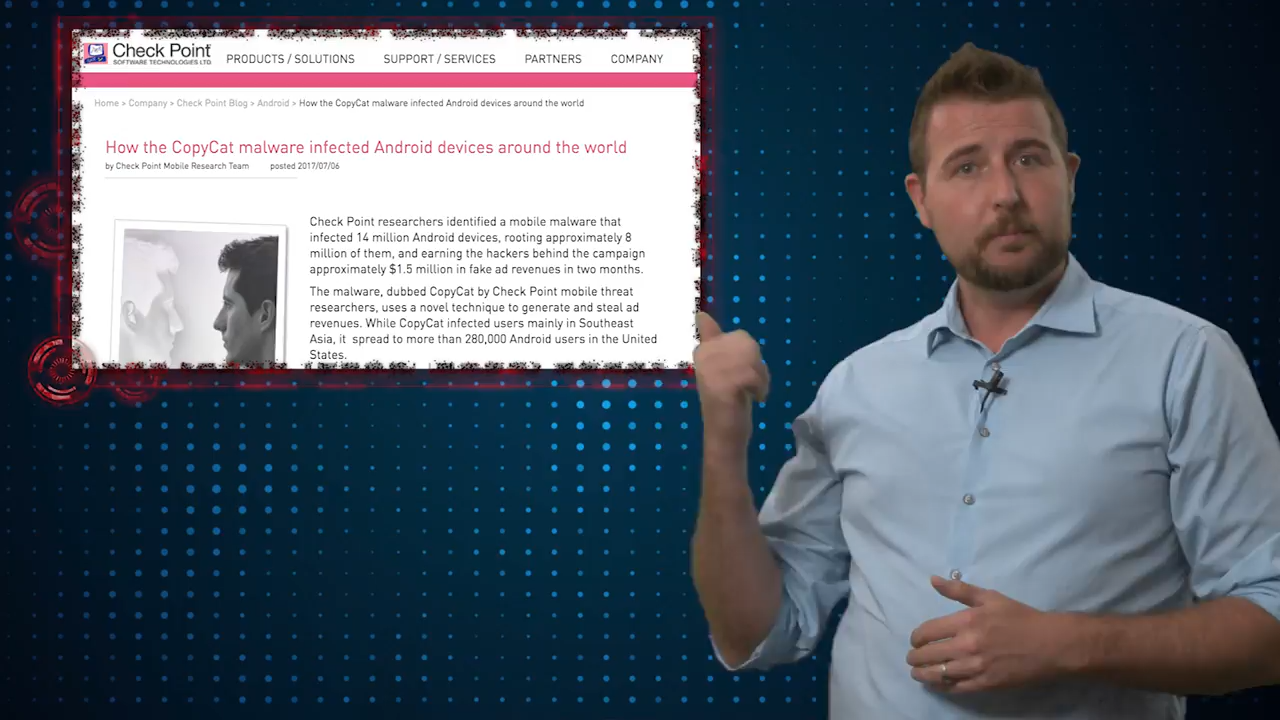 Check Point
SOFTWARE TECHNOLOGIES LTD.
PRODUCTS / SOLUTIONS SUPPORT / SERVICES PARTNERS COMPANY
Home > Company > Check Point Blog > Android > How the CopyCat malware infected Android devices around the world
How the CopyCat malware infected Android devices around the world
by Check Point Mobile Research Team posted 2017/07/06
Check Point researchers identified a mobile malware that
infected 14 million Android devices, rooting approximately 8
million of them, and earning the hackers behind the campaign
approximately $1.5 million in fake ad revenues in two months.
The malware, dubbed CopyCat by Check Point mobile threat
researchers, uses a novel technique to generate and steal ad
revenues. While CopyCat infected users mainly in Southeast
Asia, it spread to more than 280,000 Android users in the United
States.